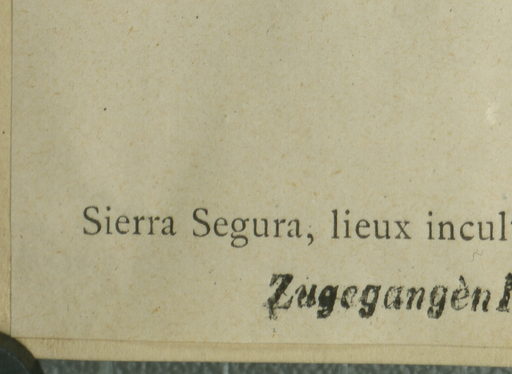 Sierra Segura, lieux incul
Zugegangen